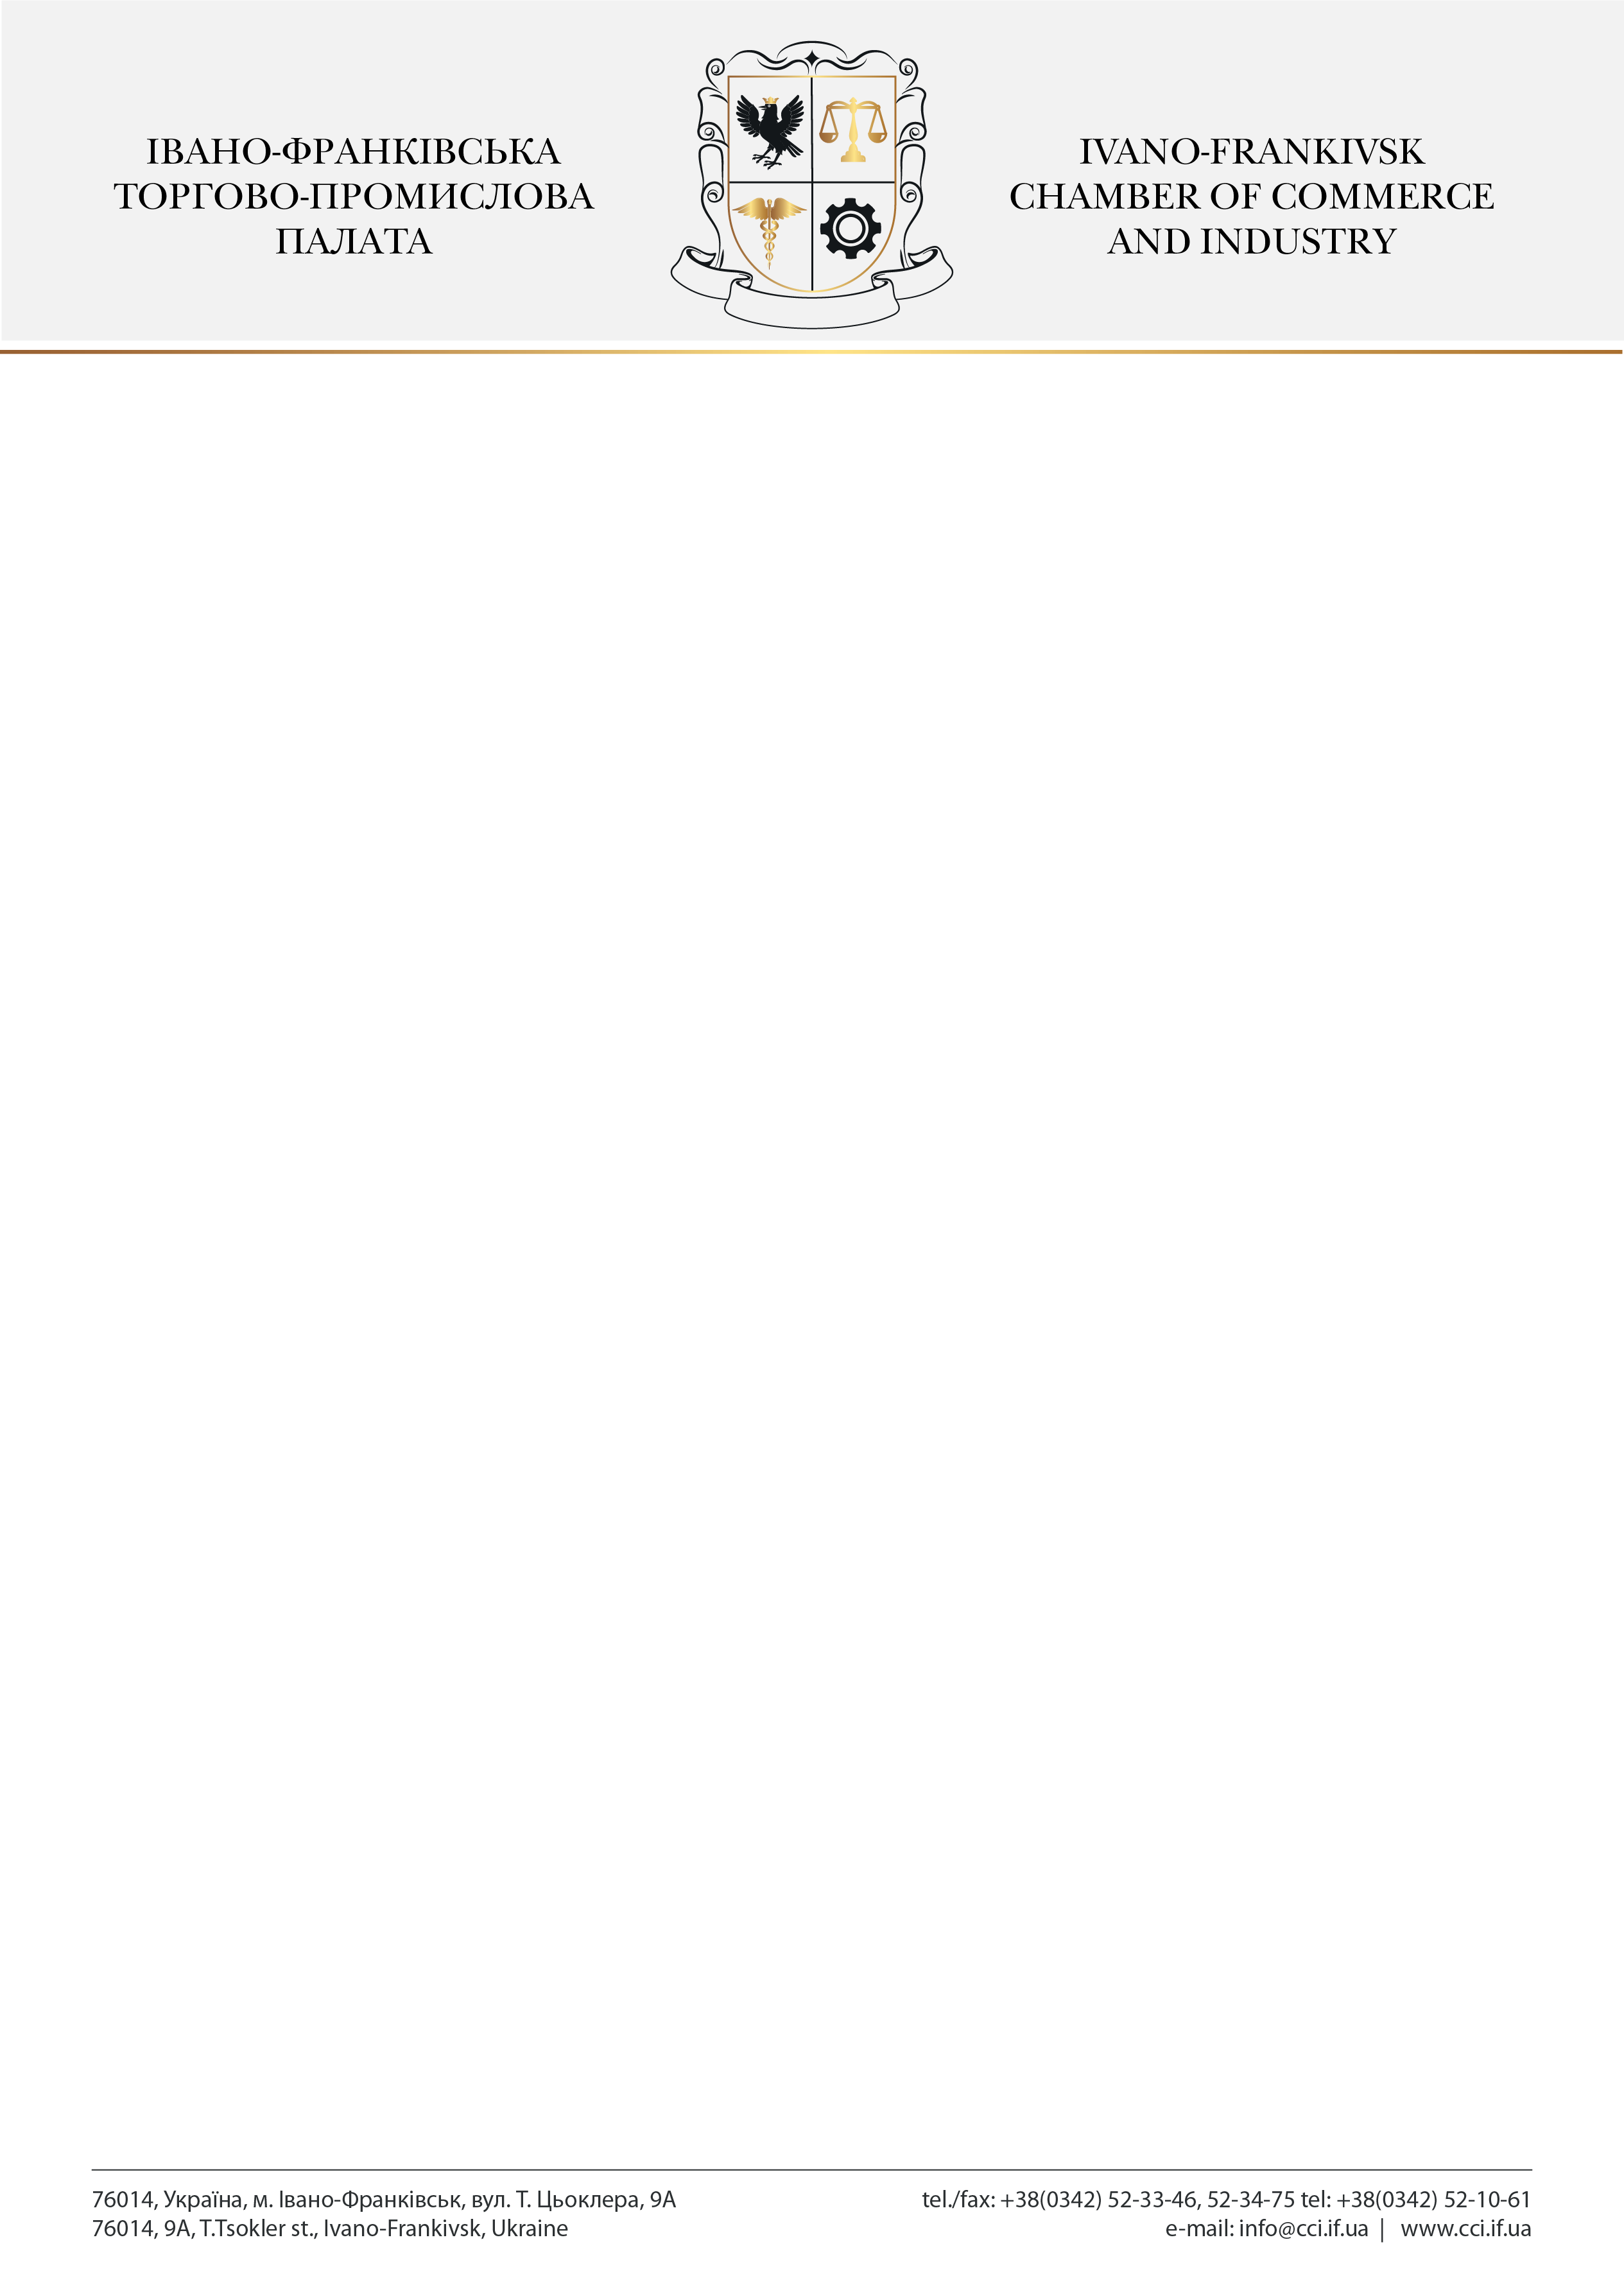 ІВАНО-ФРАНКІВСЬКА
ТОРГОВО-ПРОМИСЛОВА
ПАЛАТА
IVANO-FRANKIVSK
CHAMBER OF COMMERCE
AND INDUSTRY
76014, Україна, м. Івано-Франківськ, вул. Т. Цьоклера, 9А
76014, 9A, T.Tsokler st., Ivano-Frankivsk, Ukraine
tel./fax: +38(0342) 52-33-46, 52-34-75 tel: +38(0342) 52-10-61
e-mail: info@cci.if.ua | www.cci.if.ua